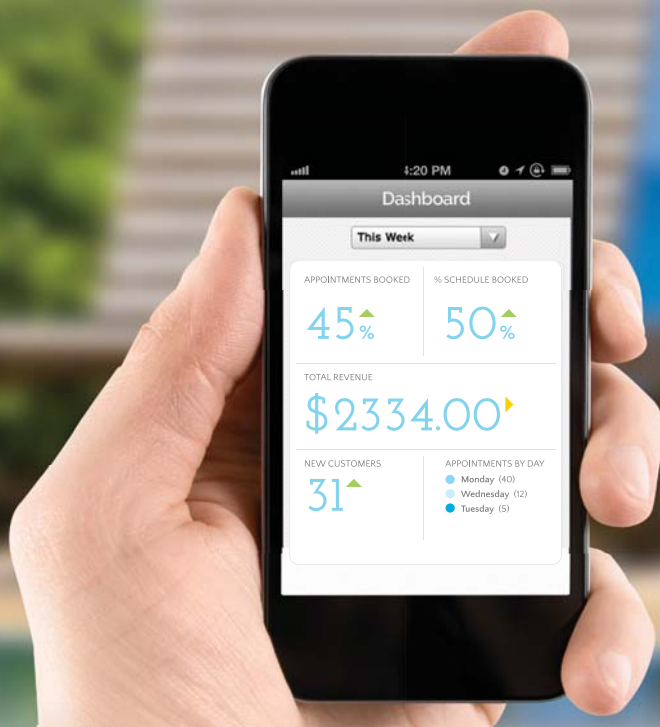 4:20 PM
Dashboard
This Week
APPOINTMENTS BOOKED
45%
% SCHEDULE BOOKED
50%
TOTAL REVENUE
$2334.00
NEW CUSTOMERS
31
APPOINTMENTS BY DAY
Monday (40)
Wednesday (12)
Tuesday (5)